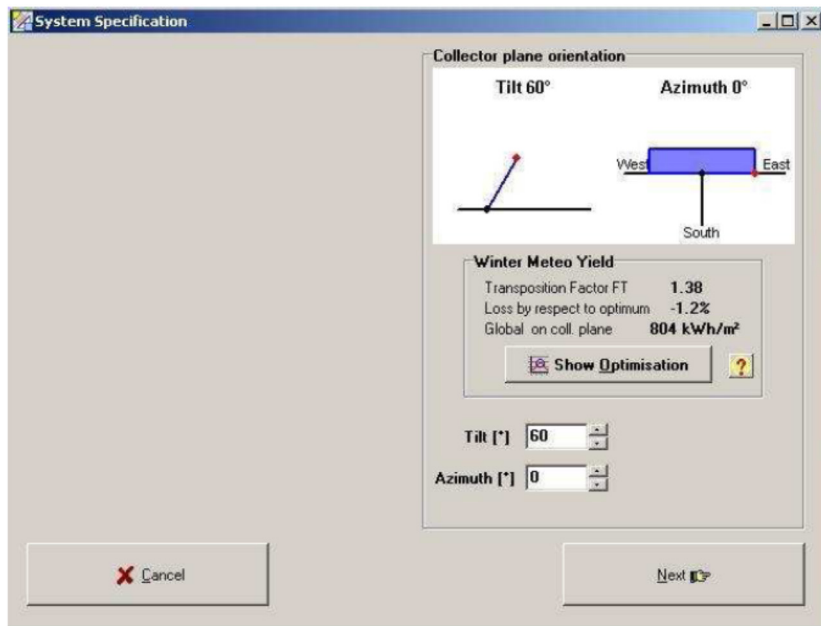 System Specification
Collector plane orientation
Tilt 60° Azimuth 0°
West East
South
Winter Meteo Yield
Transposition Factor FT 1.38
Loss by respect to optimum -1.2%
Global on coll. plane 804 kWh/m²
Show Optimisation ?
Tilt [°] 60
Azimuth [°] 0
Cancel Next